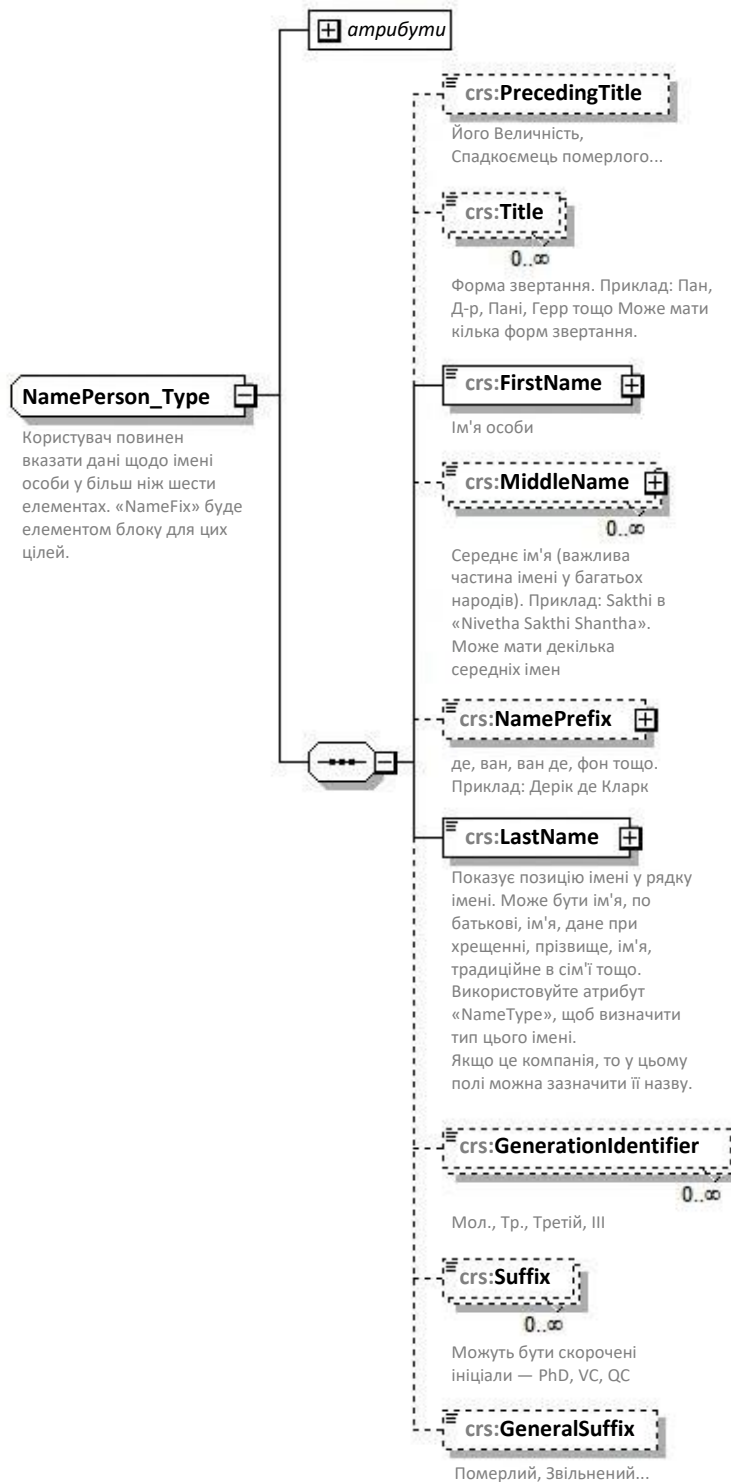 атрибути
crs:PrecedingTitle
Його Величність,
Спадкоємець померлого...
crs:Title
0..∞
Форма звертання. Приклад: Пан,
Д-р, Пані, Герр тощо Може мати
кілька форм звертання.
NamePerson_Type
Користувач повинен
вказати дані щодо імені
особи у більш ніж шести
елементах. «NameFix» буде
елементом блоку для цих
цілей.
crs:FirstName
Ім'я особи
crs:MiddleName
0..∞
Середнє ім'я (важлива
частина імені у багатьох
народів). Приклад: Sakthi в
«Nivetha Sakthi Shantha».
Може мати декілька
середніх імен
crs:NamePrefix
де, ван, ван де, фон тощо.
Приклад: Дерік де Кларк
crs:LastName
Показує позицію імені у рядку
імені. Може бути ім'я, по
батькові, ім'я, дане при
хрещенні, прізвище, ім'я,
традиційне в сім'ї тощо.
Використовуйте атрибут
«NameType», щоб визначити
тип цього імені.
Якщо це компанія, то у цьому
полі можна зазначити її назву.
crs:GenerationIdentifier
0..∞
Мол., Тр., Третій, III
crs:Suffix
0..∞
Можуть бути скорочені
ініціали — PhD, VC, QC
crs:GeneralSuffix
Померлий, Звільнений...